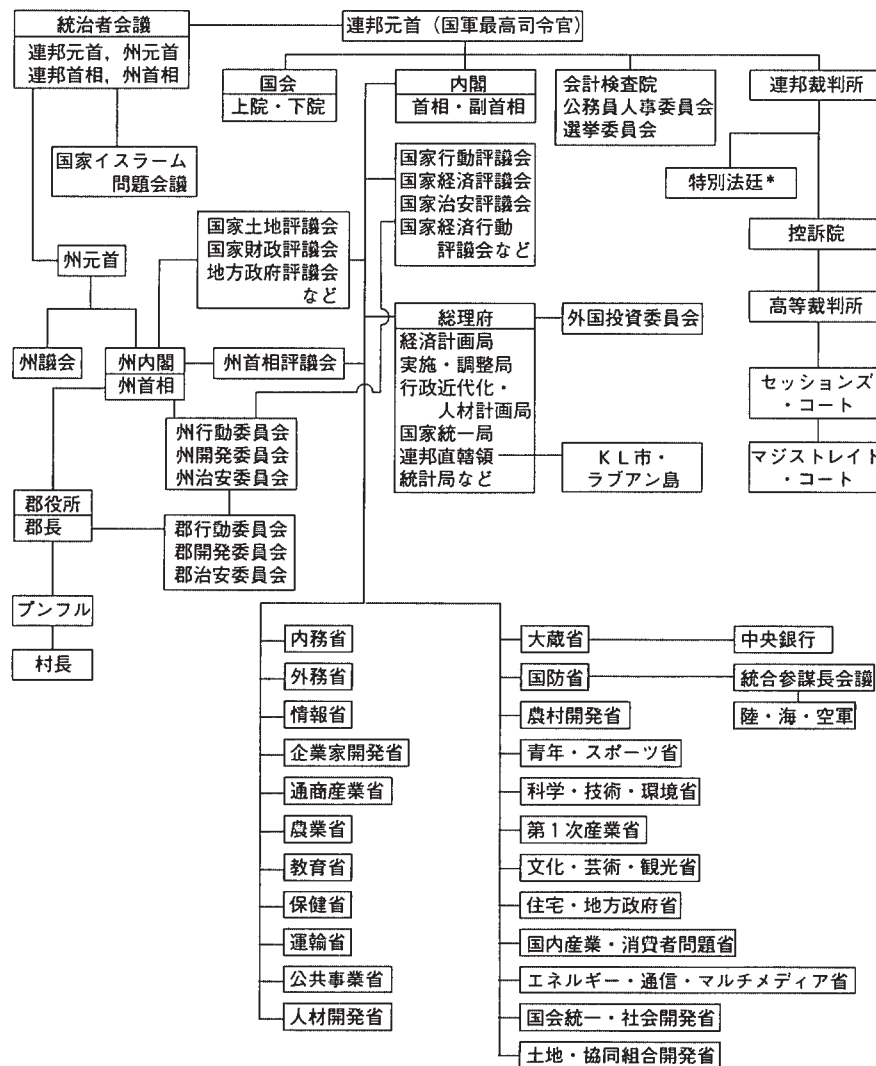 統治者会議
連邦元首，州元首
連邦首相，州首相
連邦元首（国軍最高司令官）
国会
上院・下院
内閣
首相・副首相
会計検査院
公務員人事委員会
選挙委員会
連邦裁判所
国家イスラーム
問題会議
特別法廷*
国家行動評議会
国家経済評議会
国家治安評議会
国家経済行動
評議会など
国家土地評議会
国家財政評議会
地方政府評議会
など
控訴院
州元首
高等裁判所
総理府
経済計画局
実施・調整局
行政近代化・
人材計画局
国家統一局
連邦直轄領
統計局など
外国投資委員会
州議会
州内閣
州首相
州首相評議会
セッションズ
・コート
州行動委員会
州開発委員会
州治安委員会
KL市・
ラブアン島
マジストレイト
・コート
郡役所
郡長
郡行動委員会
郡開発委員会
郡治安委員会
プンフル
村長
内務省
外務省
情報省
企業家開発省
通商産業省
農業省
教育省
保健省
運輸省
公共事業省
人材開発省
大蔵省
中央銀行
国防省
統合参謀長会議
陸・海・空軍
農村開発省
青年・スポーツ省
科学・技術・環境省
第1次産業省
文化・芸術・観光省
住宅・地方政府省
国内産業・消費者問題省
エネルギー・通信・マルチメディア省
国会統一・社会開発省
土地・協同組合開発省